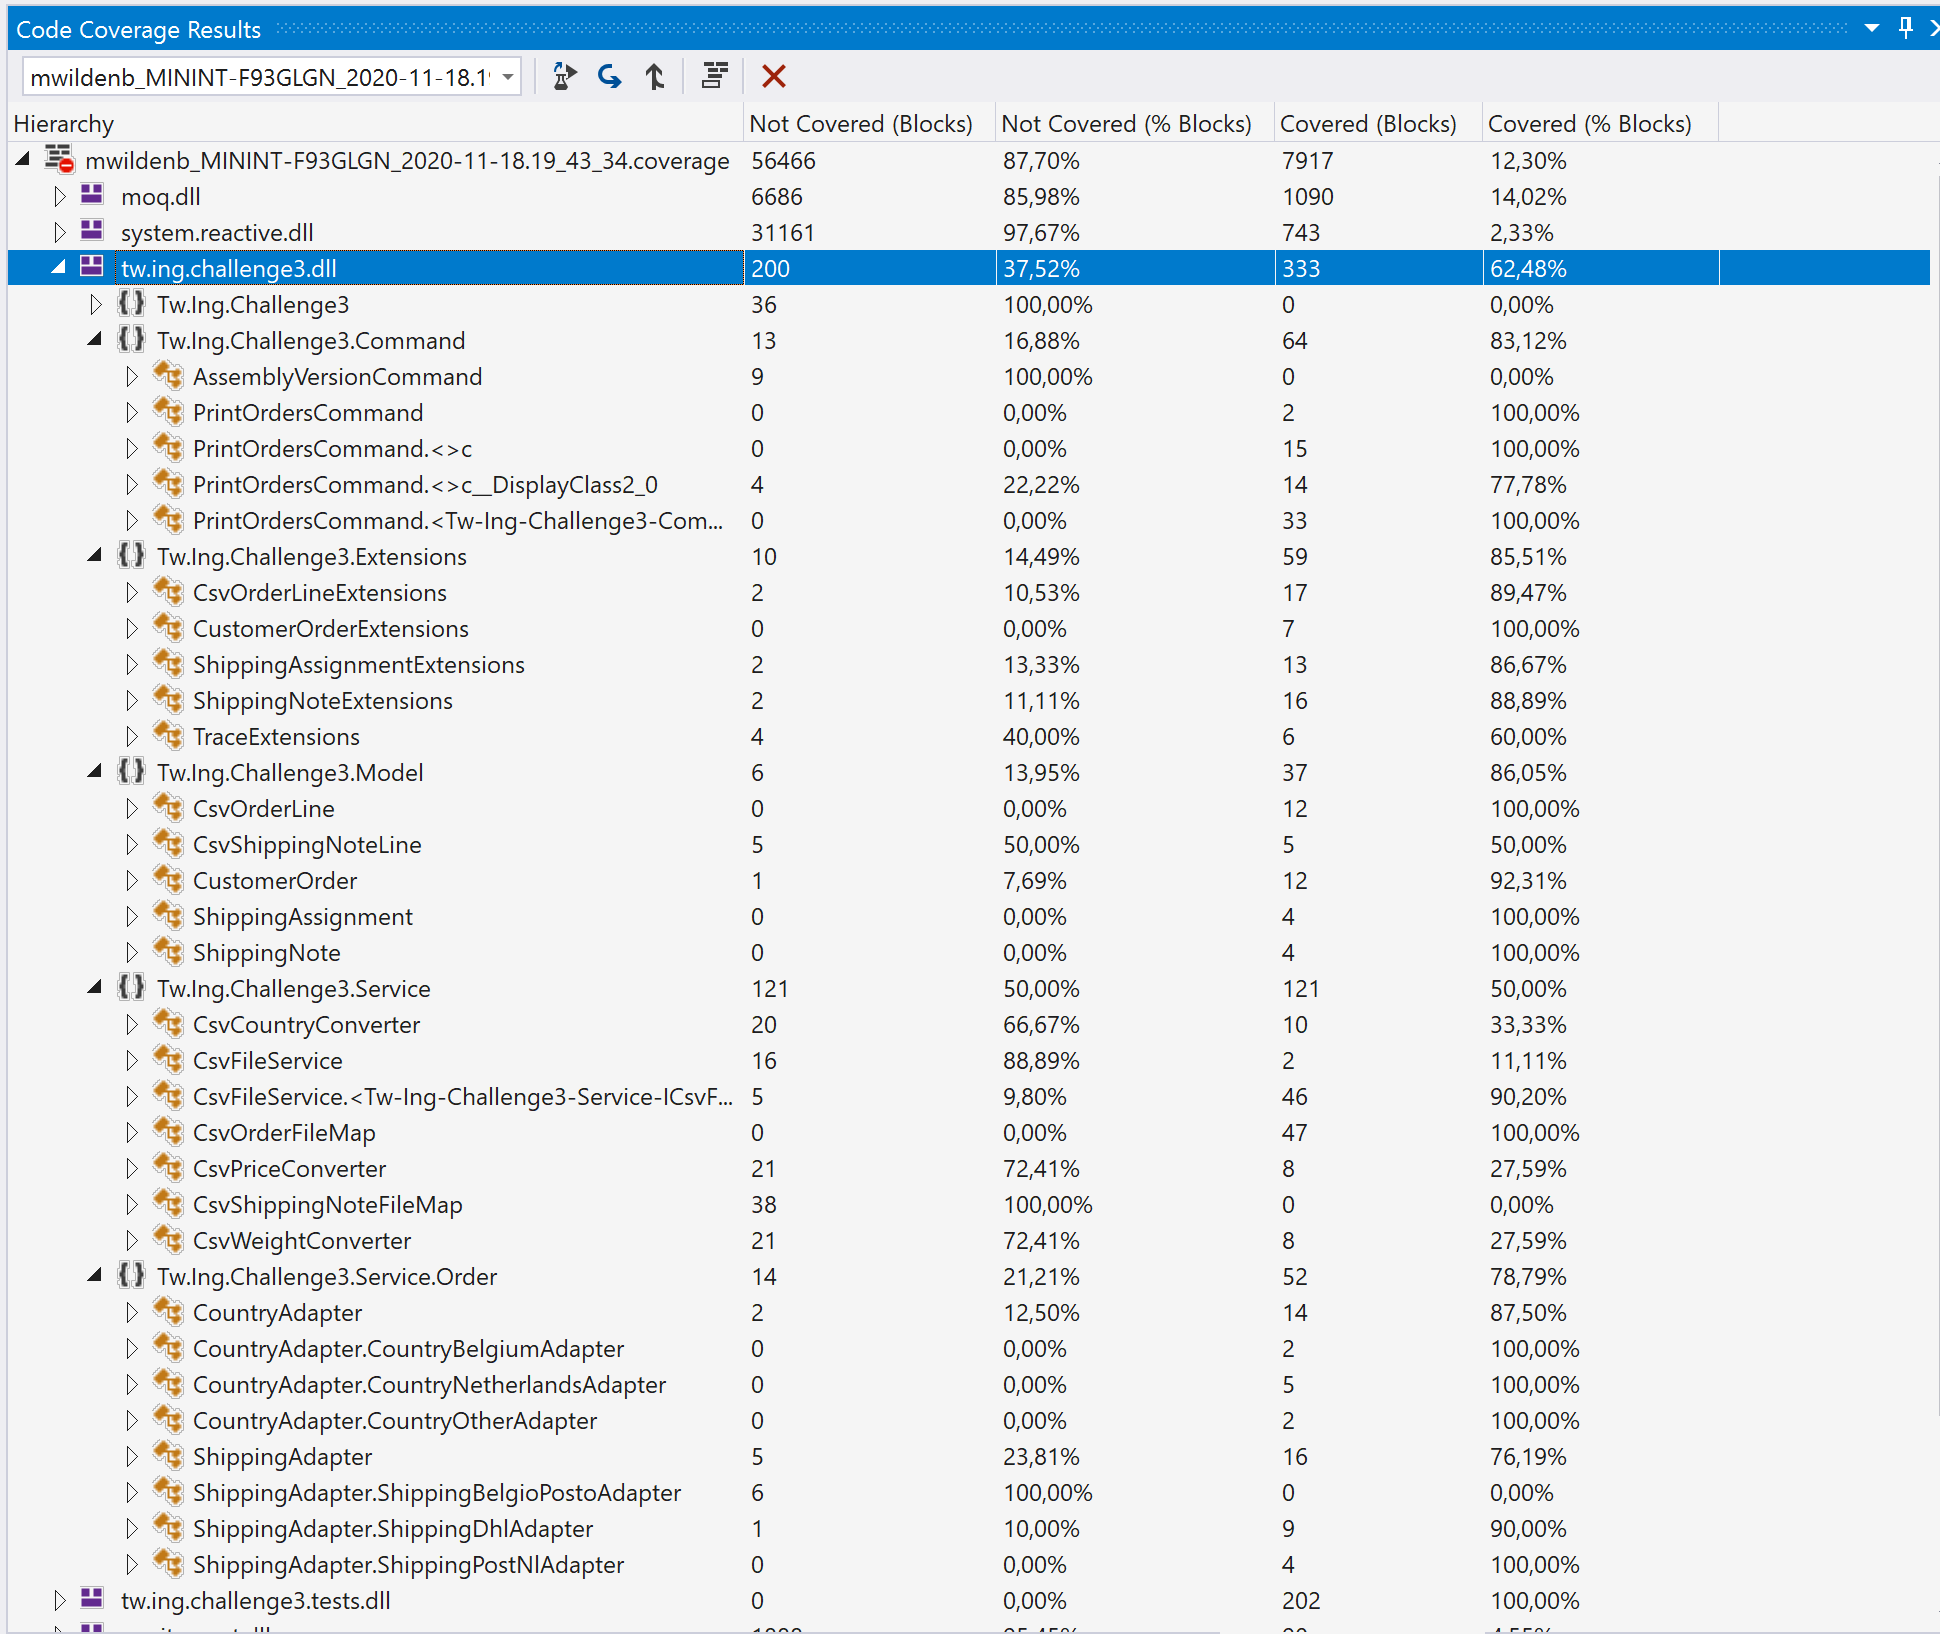 Code Coverage Results
mwildenb_MININT-F93GLGN_2020-11-18.1
Hierarchy Not Covered (Blocks) Not Covered (% Blocks) Covered (Blocks) Covered (% Blocks)
mwildenb_MININT-F93GLGN_2020-11-18.19_43_34.coverage 56466 87,70% 7917 12,30%
moq.dll 6686 85,98% 1090 14,02%
system.reactive.dll 31161 97,67% 743 2,33%
tw.ing.challenge3.dll 200 37,52% 333 62,48%
Tw.Ing.Challenge3 36 100,00% 0 0,00%
Tw.Ing.Challenge3.Command 13 16,88% 64 83,12%
AssemblyVersionCommand 9 100,00% 0 0,00%
PrintOrdersCommand 0 0,00% 2 100,00%
PrintOrdersCommand.<>c 0 0,00% 15 100,00%
PrintOrdersCommand.<>c__DisplayClass2_0 4 22,22% 14 77,78%
PrintOrdersCommand.<Tw-Ing-Challenge3-Com... 0 0,00% 33 100,00%
Tw.Ing.Challenge3.Extensions 10 14,49% 59 85,51%
CsvOrderLineExtensions 2 10,53% 17 89,47%
CustomerOrderExtensions 0 0,00% 7 100,00%
ShippingAssignmentExtensions 2 13,33% 13 86,67%
ShippingNoteExtensions 2 11,11% 16 88,89%
TraceExtensions 4 40,00% 6 60,00%
Tw.Ing.Challenge3.Model 6 13,95% 37 86,05%
CsvOrderLine 0 0,00% 12 100,00%
CsvShippingNoteLine 5 50,00% 5 50,00%
CustomerOrder 1 7,69% 12 92,31%
ShippingAssignment 0 0,00% 4 100,00%
ShippingNote 0 0,00% 4 100,00%
Tw.Ing.Challenge3.Service 121 50,00% 121 50,00%
CsvCountryConverter 20 66,67% 10 33,33%
CsvFileService 16 88,89% 2 11,11%
CsvFileService.<Tw-Ing-Challenge3-Service-ICsvF... 5 9,80% 46 90,20%
CsvOrderFileMap 0 0,00% 47 100,00%
CsvPriceConverter 21 72,41% 8 27,59%
CsvShippingNoteFileMap 38 100,00% 0 0,00%
CsvWeightConverter 21 72,41% 8 27,59%
Tw.Ing.Challenge3.Service.Order 14 21,21% 52 78,79%
CountryAdapter 2 12,50% 14 87,50%
CountryAdapter.CountryBelgiumAdapter 0 0,00% 2 100,00%
CountryAdapter.CountryNetherlandsAdapter 0 0,00% 5 100,00%
CountryAdapter.CountryOtherAdapter 0 0,00% 2 100,00%
ShippingAdapter 5 23,81% 16 76,19%
ShippingAdapter.ShippingBelgioPostoAdapter 6 100,00% 0 0,00%
ShippingAdapter.ShippingDhlAdapter 1 10,00% 9 90,00%
ShippingAdapter.ShippingPostNlAdapter 0 0,00% 4 100,00%
tw.ing.challenge3.tests.dll 0 0,00% 202 100,00%